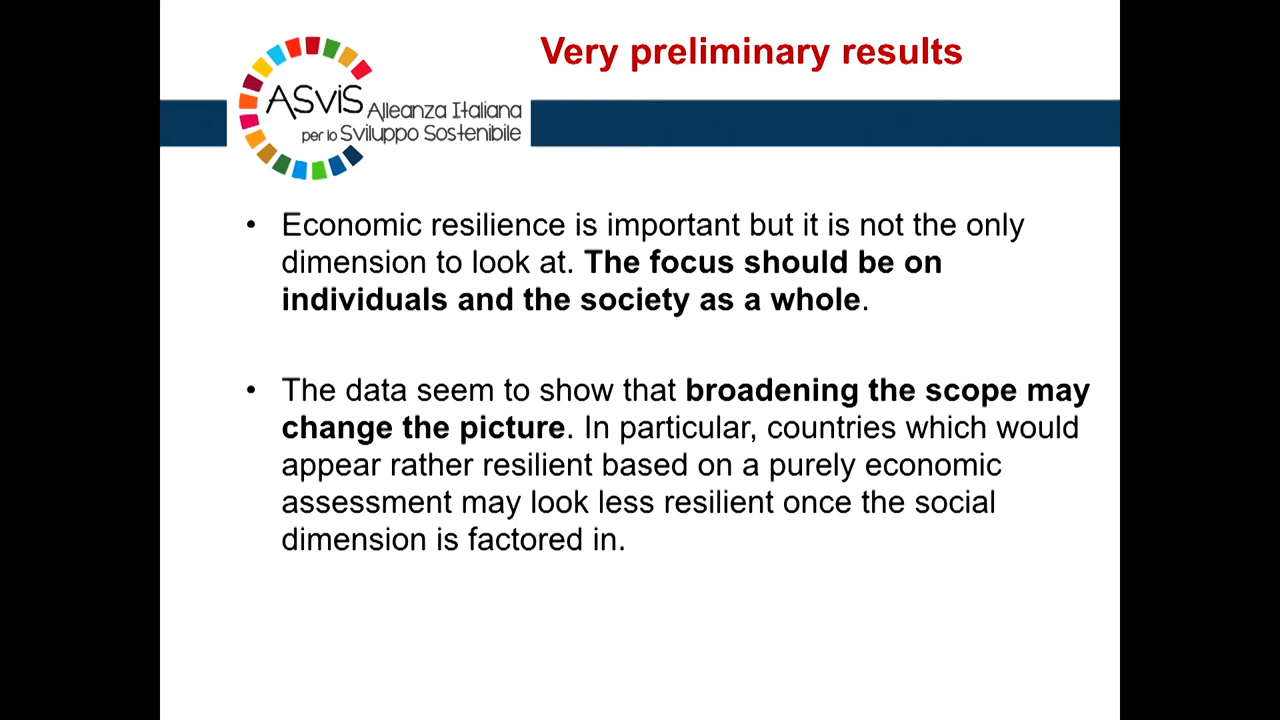 Very preliminary results
ASviS Alleanza Italiana
per lo Sviluppo Sostenibile
• Economic resilience is important but it is not the only
dimension to look at. The focus should be on
individuals and the society as a whole.
• The data seem to show that broadening the scope may
change the picture. In particular, countries which would
appear rather resilient based on a purely economic
assessment may look less resilient once the social
dimension is factored in.